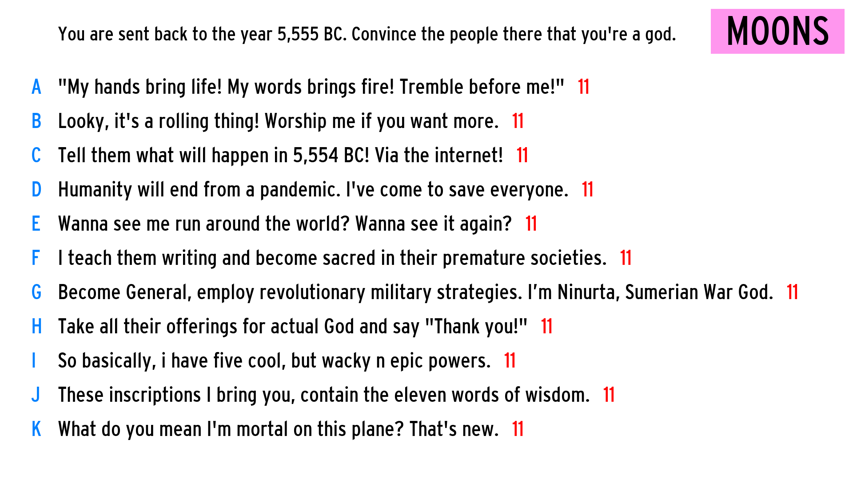 You are sent back to the year 5,555 BC. Convince the people there that you're a god.
MOONS
A "My hands bring life! My words brings fire! Tremble before me!" 11
B Looky, it's a rolling thing! Worship me if you want more. 11
C Tell them what will happen in 5,554 BC! Via the internet! 11
D Humanity will end from a pandemic. I've come to save everyone. 11
E Wanna see me run around the world? Wanna see it again? 11
F I teach them writing and become sacred in their premature societies. 11
G Become General, employ revolutionary military strategies. I’m Ninurta, Sumerian War God. 11
H Take all their offerings for actual God and say "Thank you!" 11
I So basically, i have five cool, but wacky n epic powers. 11
J These inscriptions I bring you, contain the eleven words of wisdom. 11
K What do you mean I'm mortal on this plane? That's new. 11